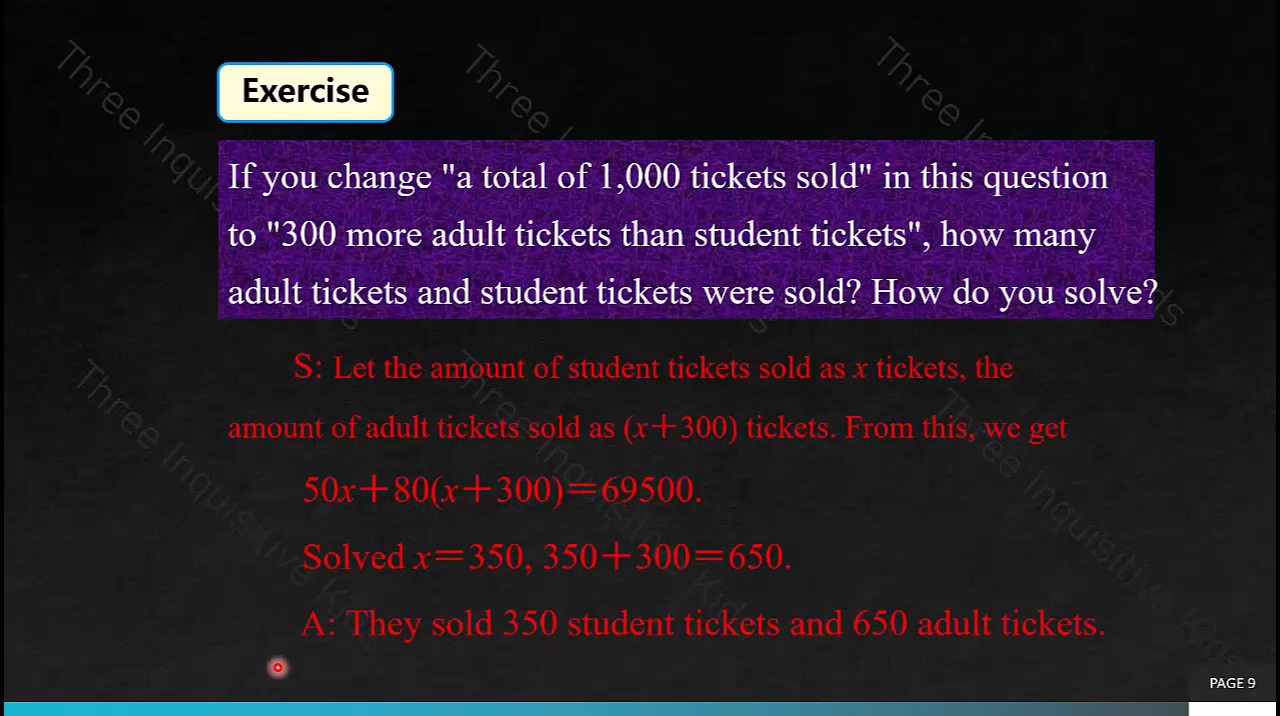 Exercise
If you change "a total of 1,000 tickets sold" in this question
to "300 more adult tickets than student tickets", how many
adult tickets and student tickets were sold? How do you solve?
S: Let the amount of student tickets sold as x tickets, the
amount of adult tickets sold as (x+300) tickets. From this, we get
50x+80(x+300)=69500.
Solved x=350, 350+300=650.
A: They sold 350 student tickets and 650 adult tickets.
PAGE 9
Three Inquisitive Kids